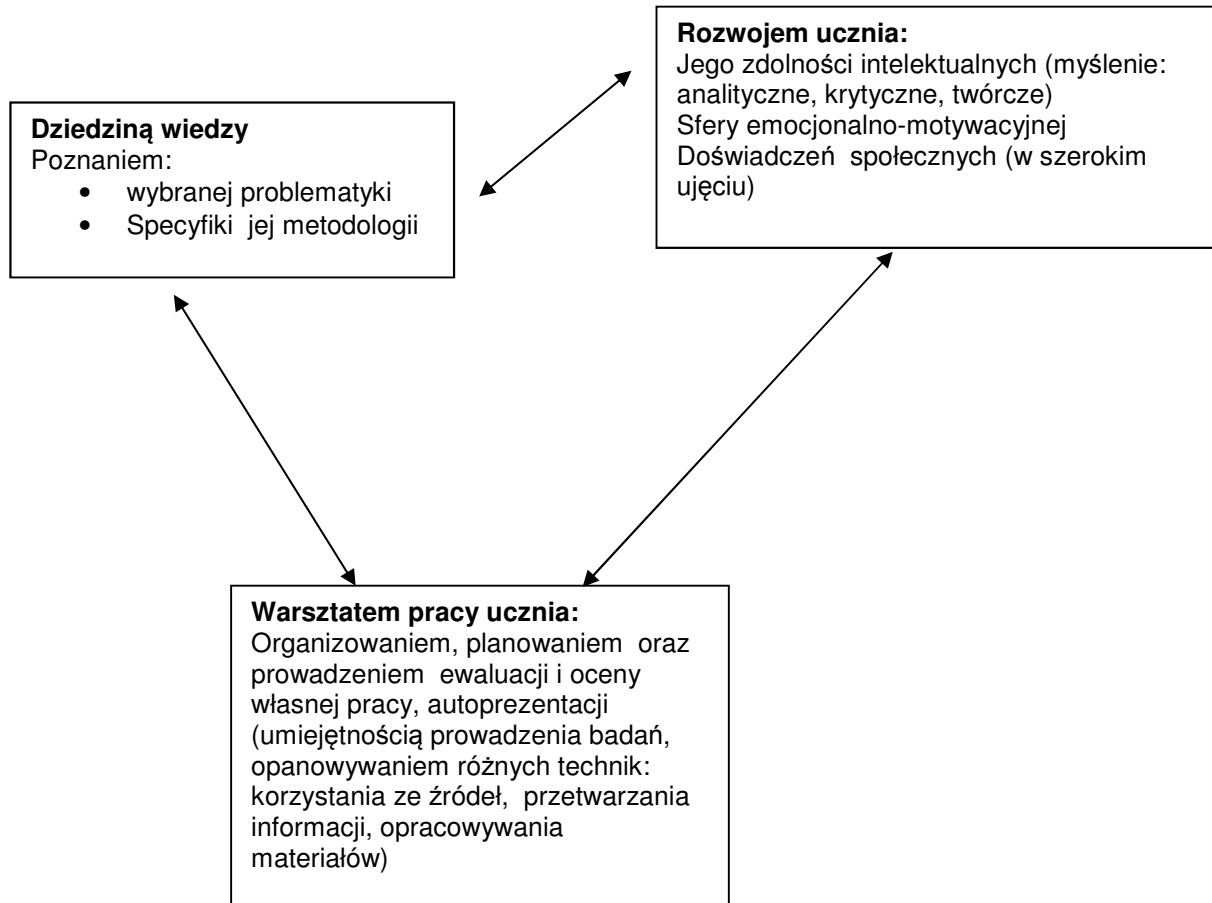 Dziedziną wiedzy
Poznaniem:
• wybranej problematyki
• Specyfiki jej metodologii
Rozwojem ucznia:
Jego zdolności intelektualnych (myślenie:
analityczne, krytyczne, twórcze)
Sfery emocjonalno-motywacyjnej
Doświadczeń społecznych (w szerokim
ujęciu)
Warsztatem pracy ucznia:
Organizowaniem, planowaniem oraz
prowadzeniem ewaluacji i oceny
własnej pracy, autoprezentacji
(umiejętnością prowadzenia badań,
opanowywaniem różnych technik:
korzystania ze źródeł, przetwarzania
informacji, opracowywania
materiałów)